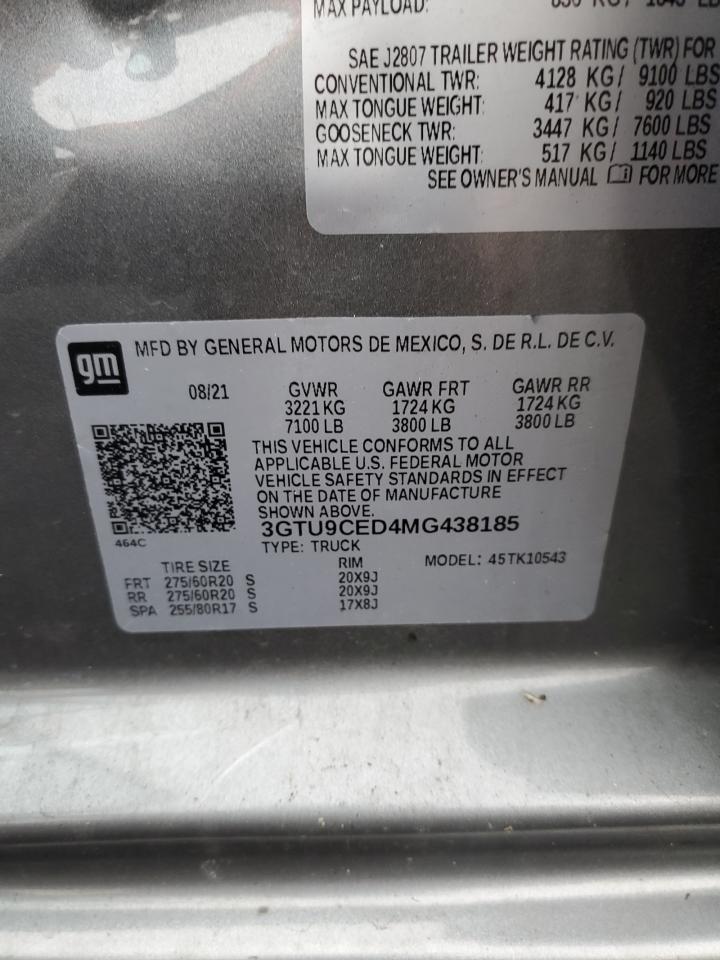 MAX PAYLOAD:
SAE J2807 TRAILER WEIGHT RATING (TWR) FOR
CONVENTIONAL TWR: 4128 KG/ 9100 LBS
MAX TONGUE WEIGHT: 417 KG/ 920 LBS
GOOSENECK TWR: 3447 KG/ 7600 LBS
MAX TONGUE WEIGHT: 517 KG/ 1140 LBS
SEE OWNER'S MANUAL FOR MORE
gm
MFD BY GENERAL MOTORS DE MEXICO, S. DE R.L. DE C.V.
08/21 GVWR GAWR FRT GAWR RR
3221 KG 1724 KG 1724 KG
7100 LB 3800 LB 3800 LB
THIS VEHICLE CONFORMS TO ALL
APPLICABLE U.S. FEDERAL MOTOR
VEHICLE SAFETY STANDARDS IN EFFECT
ON THE DATE OF MANUFACTURE
SHOWN ABOVE.
3GTU9CED4MG438185
464C
TYPE: TRUCK MODEL: 45TK10543
TIRE SIZE RIM
FRT 275/60R20 S 20X9J
RR 275/60R20 S 20X9J
SPA 255/80R17 S 17X8J